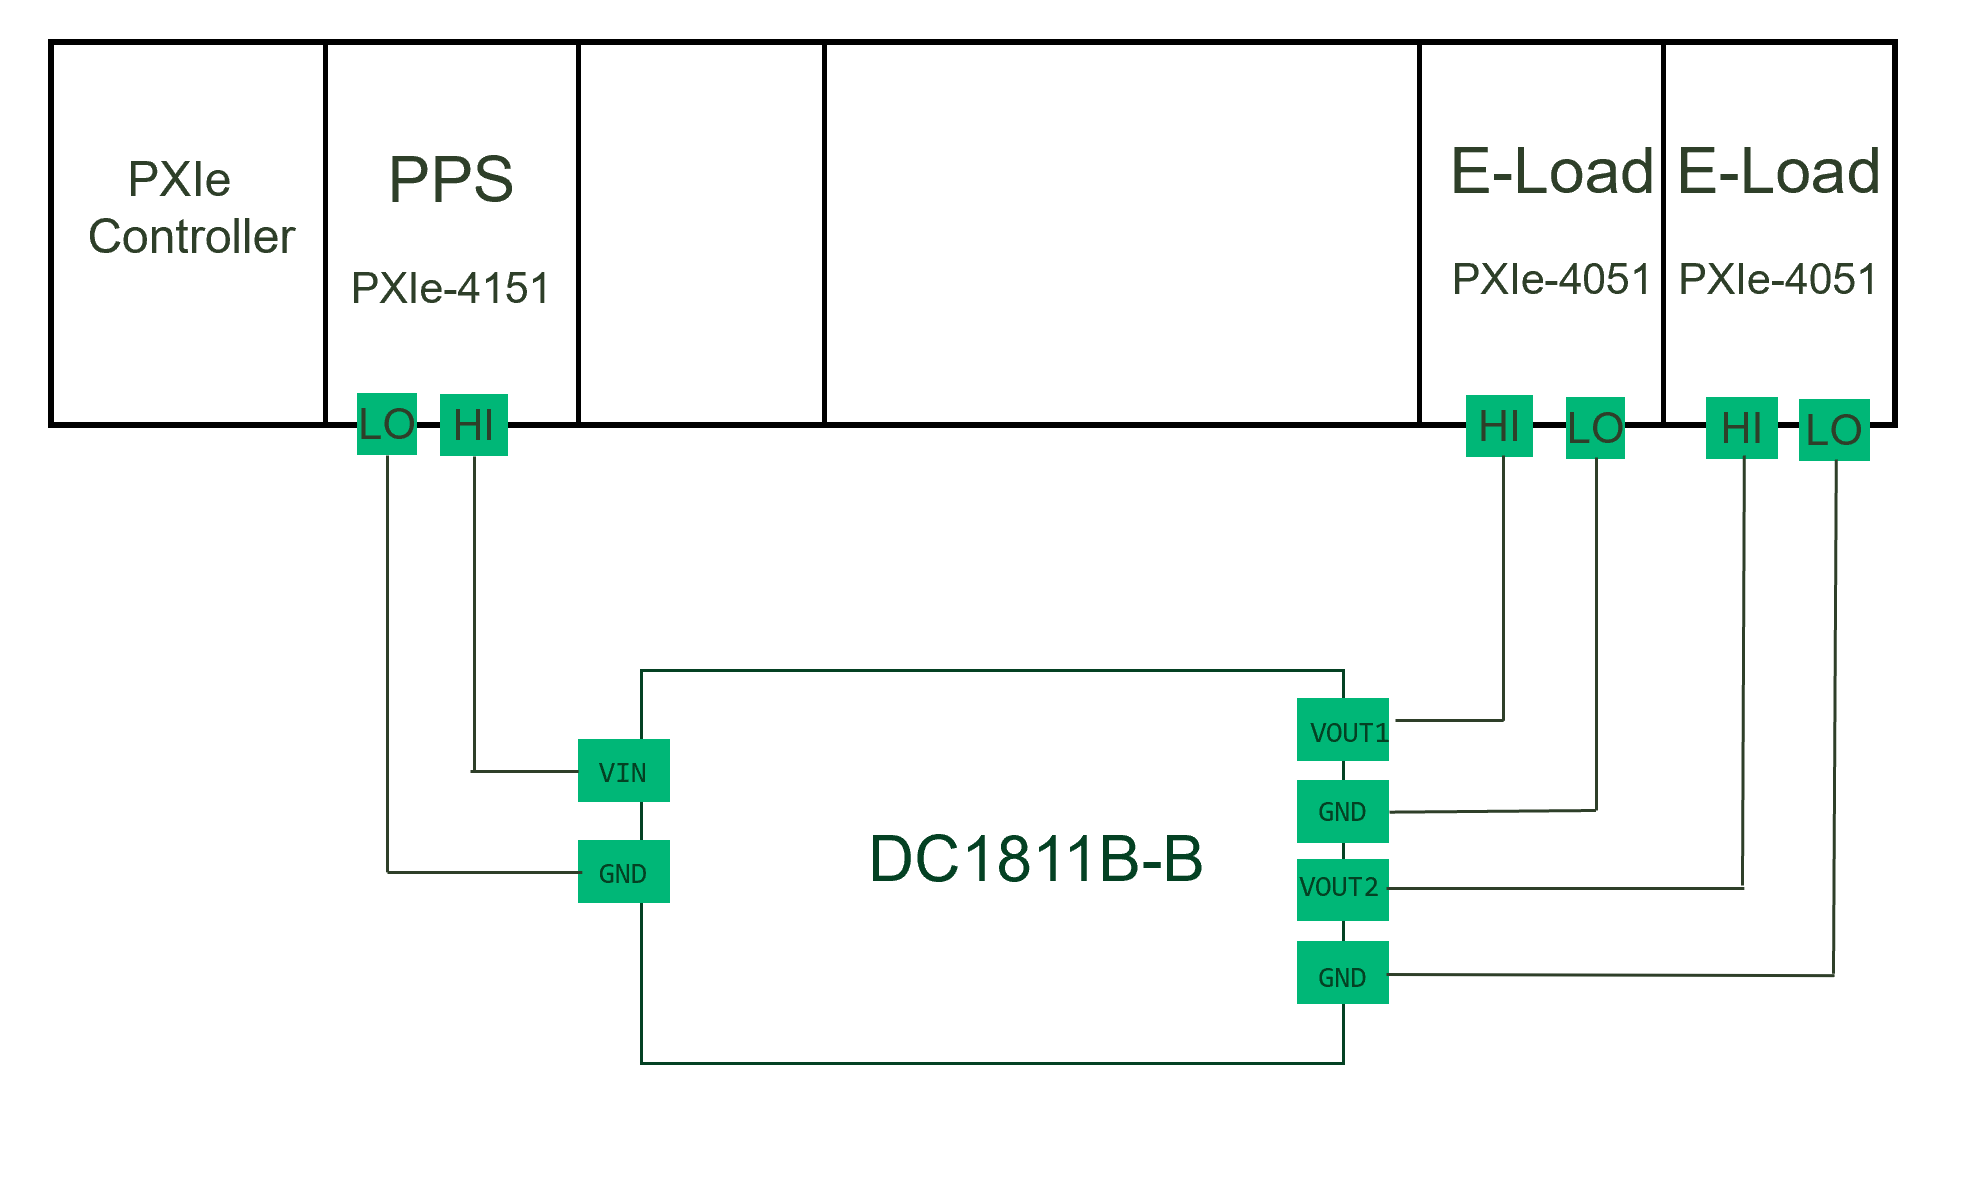 PXIe
Controller
PPS
PXIe-4151
E-Load
PXIe-4051
E-Load
PXIe-4051
LO
HI
HI
LO
HI
LO
VIN
GND
DC1811B-B
VOUT1
GND
VOUT2
GND